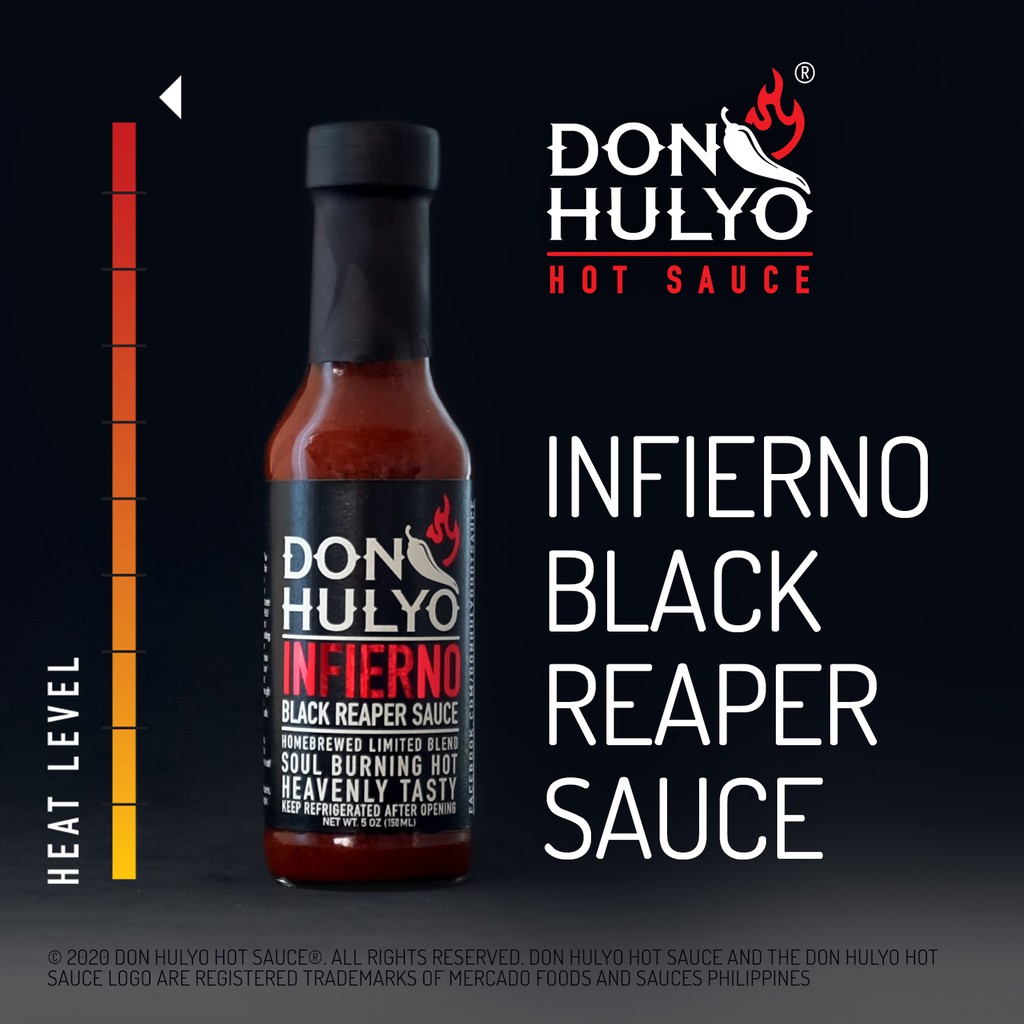 ®
DON
HULYO
HOT SAUCE
INFIERNO
BLACK
REAPER
SAUCE
HEAT LEVEL
DON
HULYO
INFIERNO
BLACK REAPER SAUCE
HOMEBREWED LIMITED BLEND
SOUL BURNING HOT
HEAVENLY TASTY
KEEP REFRIGERATED AFTER OPENING
NET WT. 5 OZ (150ML)
FACEBOOK.COM/DONHULYOHOTSAUCE
© 2020 DON HULYO HOT SAUCE®. ALL RIGHTS RESERVED. DON HULYO HOT SAUCE AND THE DON HULYO HOT
SAUCE LOGO ARE REGISTERED TRADEMARKS OF MERCADO FOODS AND SAUCES PHILIPPINES